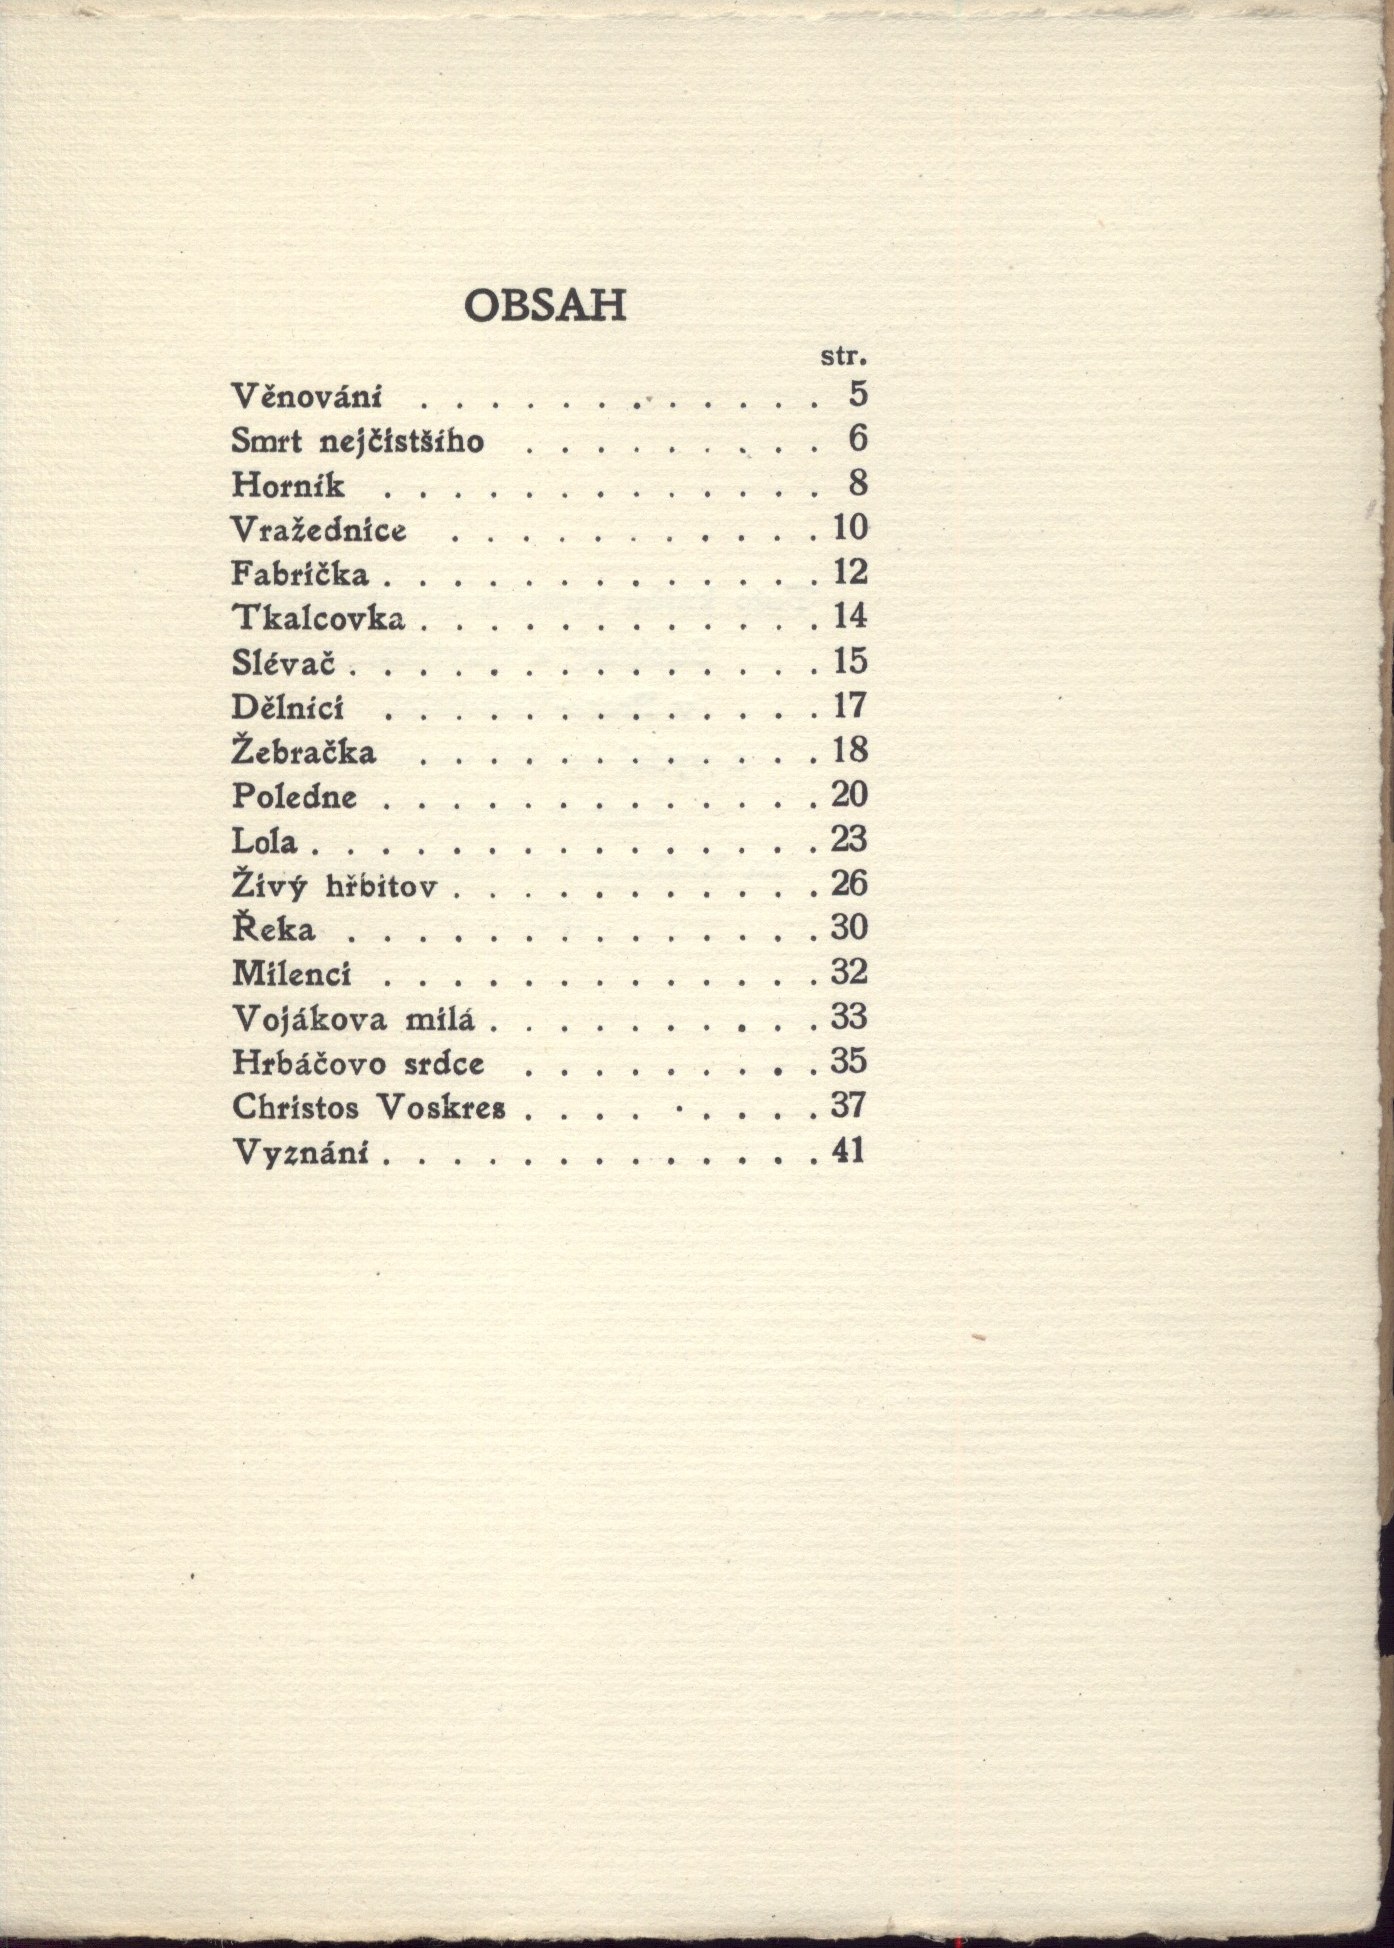 OBSAH
str.
Věnování . . . . . . . . . . . . 5
Smrt nejčistšího . . . . . . . . . 6
Horník . . . . . . . . . . . . . 8
Vražednice . . . . . . . . . . . 10
Fabrička . . . . . . . . . . . . . 12
Tkalcovka . . . . . . . . . . . . 14
Slévač . . . . . . . . . . . . . . 15
Dělníci . . . . . . . . . . . . . 17
Žebračka . . . . . . . . . . . . 18
Poledne . . . . . . . . . . . . . 20
Lola . . . . . . . . . . . . . . . 23
Živý hřbitov . . . . . . . . . . . 26
Řeka . . . . . . . . . . . . . . 30
Milenci . . . . . . . . . . . . . 32
Vojákova milá . . . . . . . . . . 33
Hrbáčovo srdce . . . . . . . . . 35
Christos Voskres . . . . . . . . . 37
Vyznání . . . . . . . . . . . . . 41